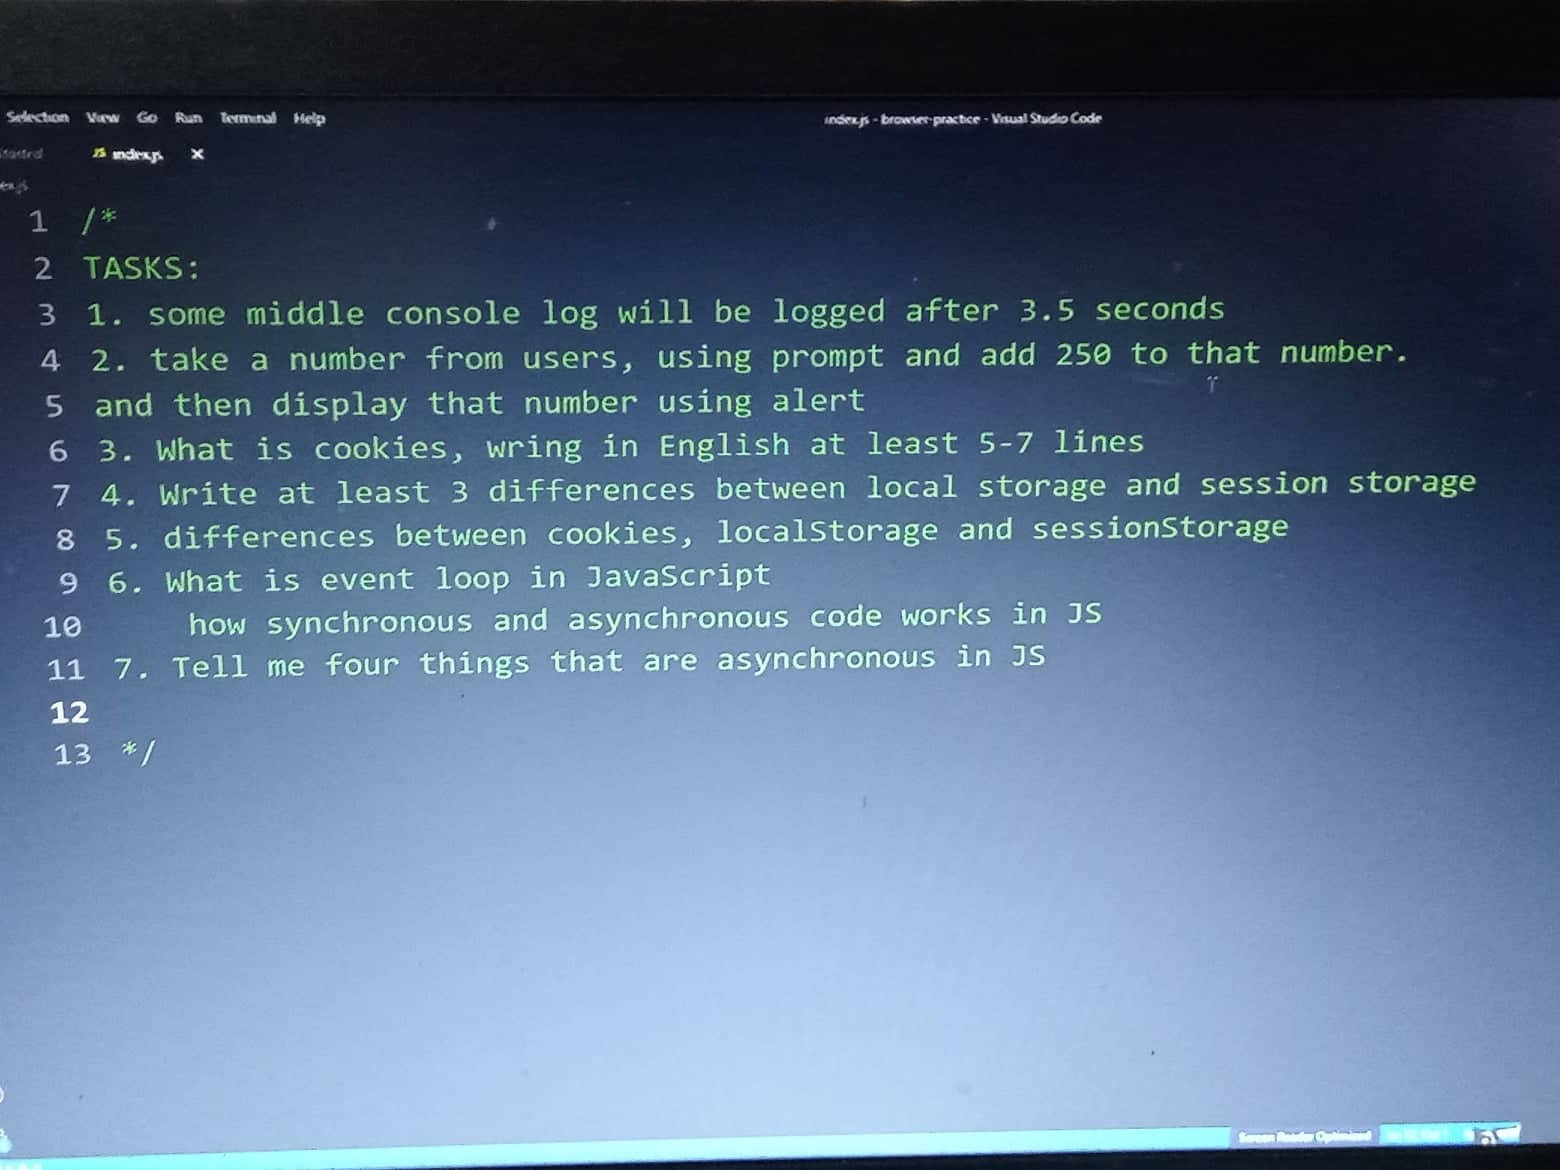 Selection View Go Run Terminal Help
index.js - browser-practice - Visual Studio Code
JS index.js ×
1 /*
2 TASKS:
3 1. some middle console log will be logged after 3.5 seconds
4 2. take a number from users, using prompt and add 250 to that number.
5 and then display that number using alert
6 3. What is cookies, wring in English at least 5-7 lines
7 4. Write at least 3 differences between local storage and session storage
8 5. differences between cookies, localStorage and sessionStorage
9 6. What is event loop in JavaScript
10 how synchronous and asynchronous code works in JS
11 7. Tell me four things that are asynchronous in JS
12
13 */
Screen Reader Optimized